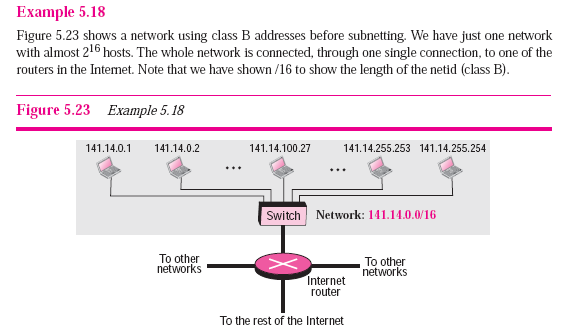 Example 5.18
Figure 5.23 shows a network using class B addresses before subnetting. We have just one network
with almost 2^16 hosts. The whole network is connected, through one single connection, to one of the
routers in the Internet. Note that we have shown /16 to show the length of the netid (class B).
Figure 5.23 Example 5.18
141.14.0.1 141.14.0.2 141.14.100.27 141.14.255.253 141.14.255.254
... ...
Switch Network: 141.14.0.0/16
To other
networks
To other
networks
Internet
router
To the rest of the Internet